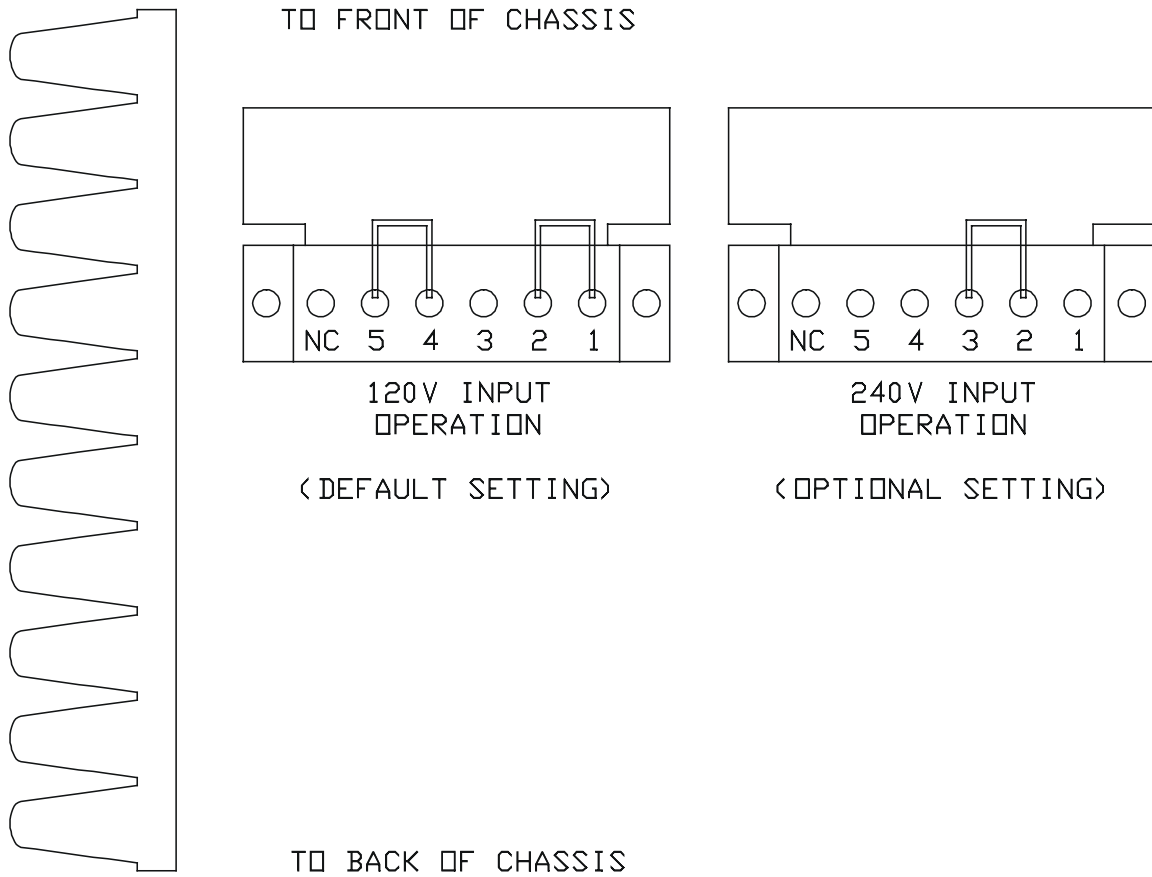 TO FRONT OF CHASSIS
NC 5 4 3 2 1
NC 5 4 3 2 1
120V INPUT
OPERATION
(DEFAULT SETTING)
240V INPUT
OPERATION
(OPTIONAL SETTING)
TO BACK OF CHASSIS